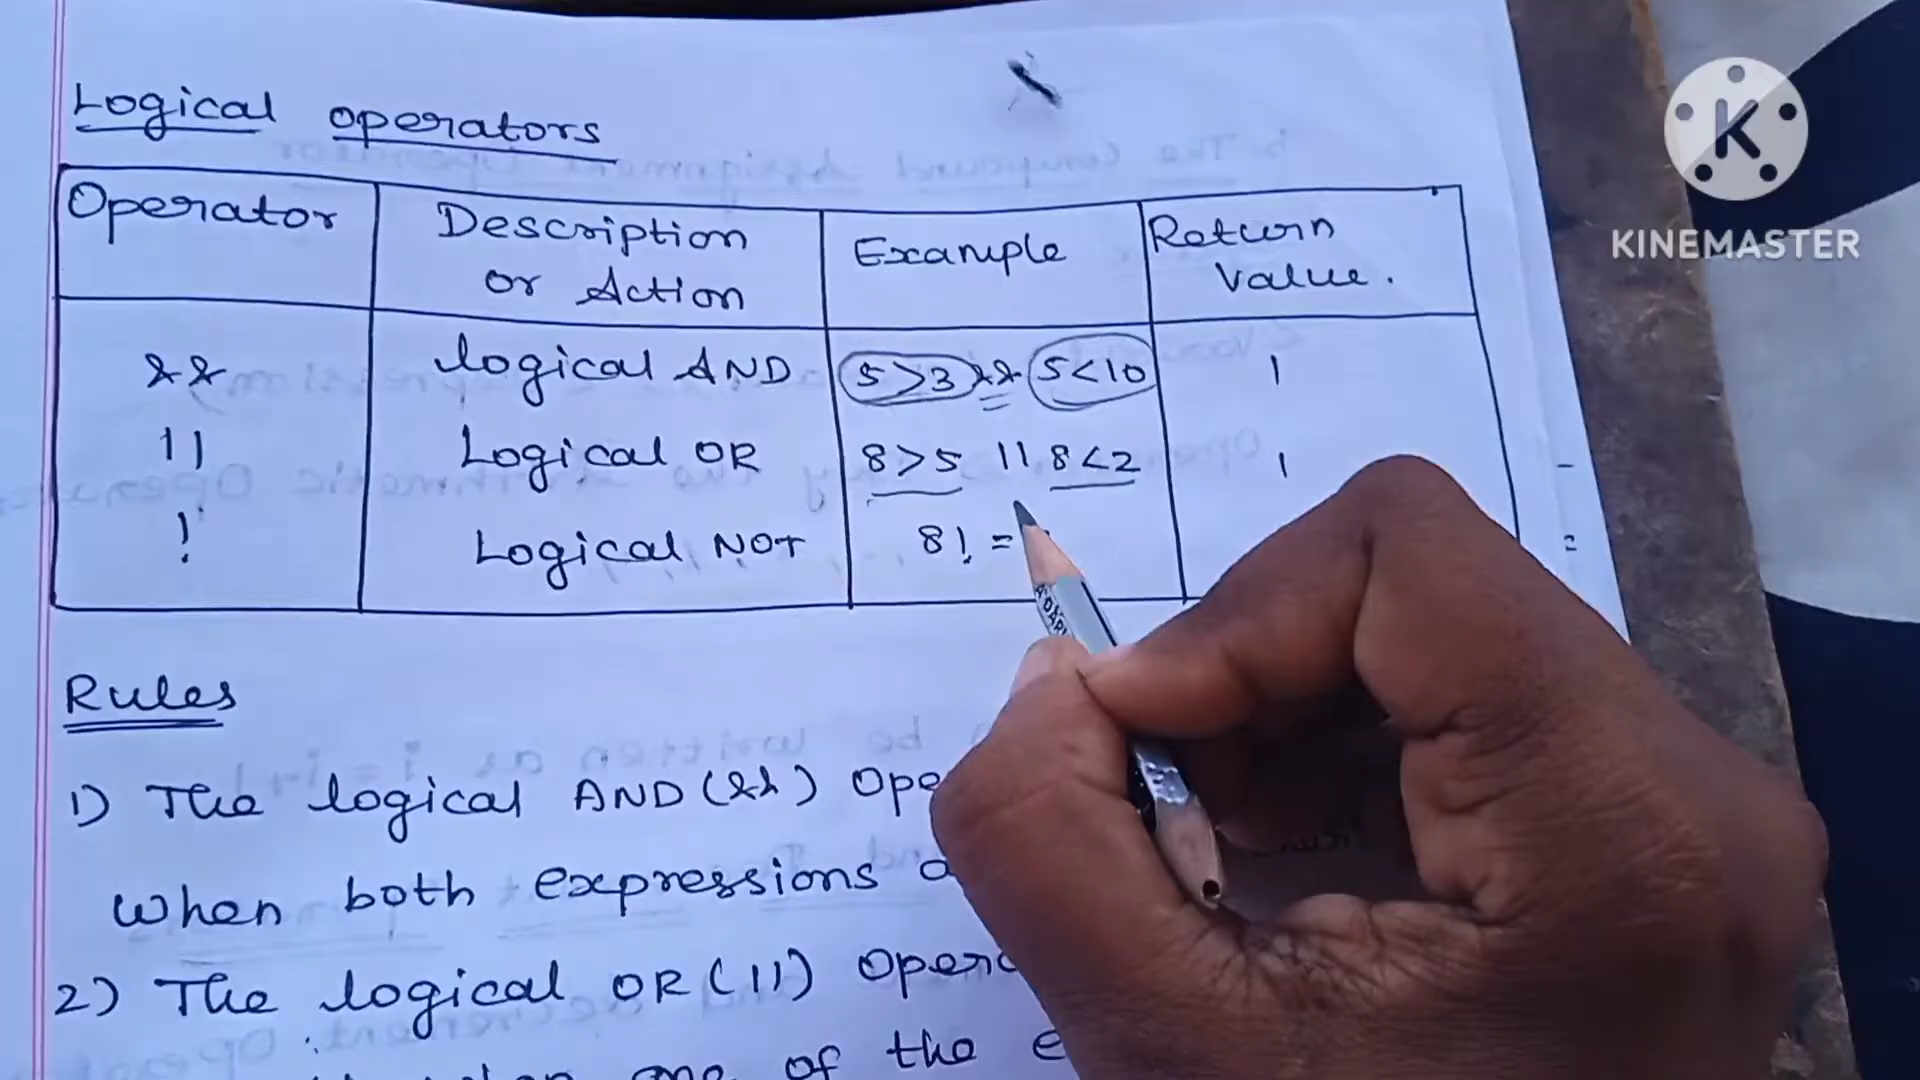 Logical operators
Operator Description or Action Example Return Value.
&& logical AND 5>3 && 5<10 1
|| Logical OR 8>5 || 8<2 1
! Logical NOT 8! =
Rules
1) The logical AND (&&)
When both expressions
2) The logical OR (||)
one of the
KINEMASTER